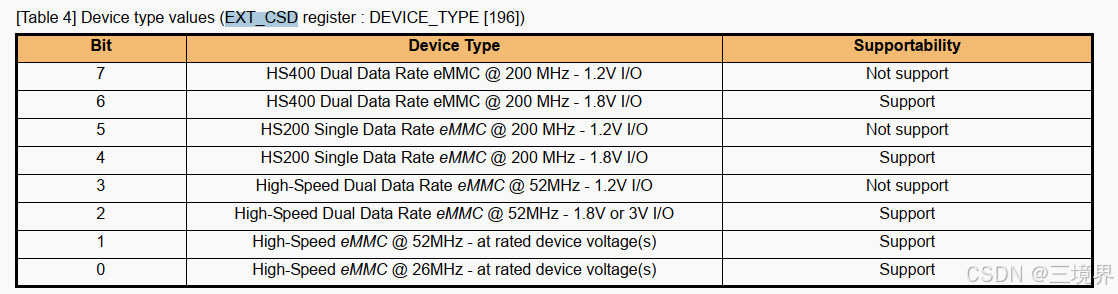 [Table 4] Device type values (EXT_CSD register : DEVICE_TYPE [196])
Bit Device Type Supportability
7 HS400 Dual Data Rate eMMC @ 200 MHz - 1.2V I/O Not support
6 HS400 Dual Data Rate eMMC @ 200 MHz - 1.8V I/O Support
5 HS200 Single Data Rate eMMC @ 200 MHz - 1.2V I/O Not support
4 HS200 Single Data Rate eMMC @ 200 MHz - 1.8V I/O Support
3 High-Speed Dual Data Rate eMMC @ 52MHz - 1.2V I/O Not support
2 High-Speed Dual Data Rate eMMC @ 52MHz - 1.8V or 3V I/O Support
1 High-Speed eMMC @ 52MHz - at rated device voltage(s) Support
0 High-Speed eMMC @ 26MHz - at rated device voltage(s) Support
CSDN @三境界